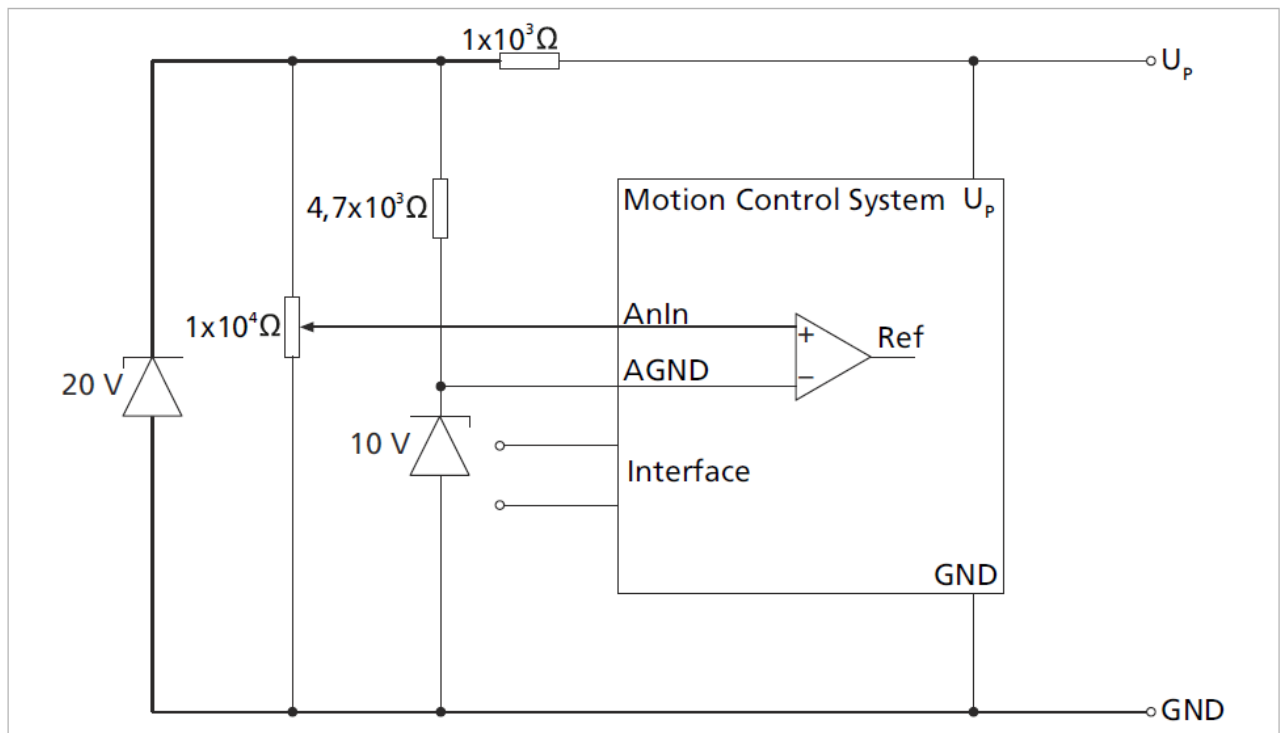 1x10³Ω
U_P
4,7x10³Ω
Motion Control System U_P
1x10⁴Ω
AnIn
+
Ref
20 V
AGND
−
10 V
Interface
GND
GND